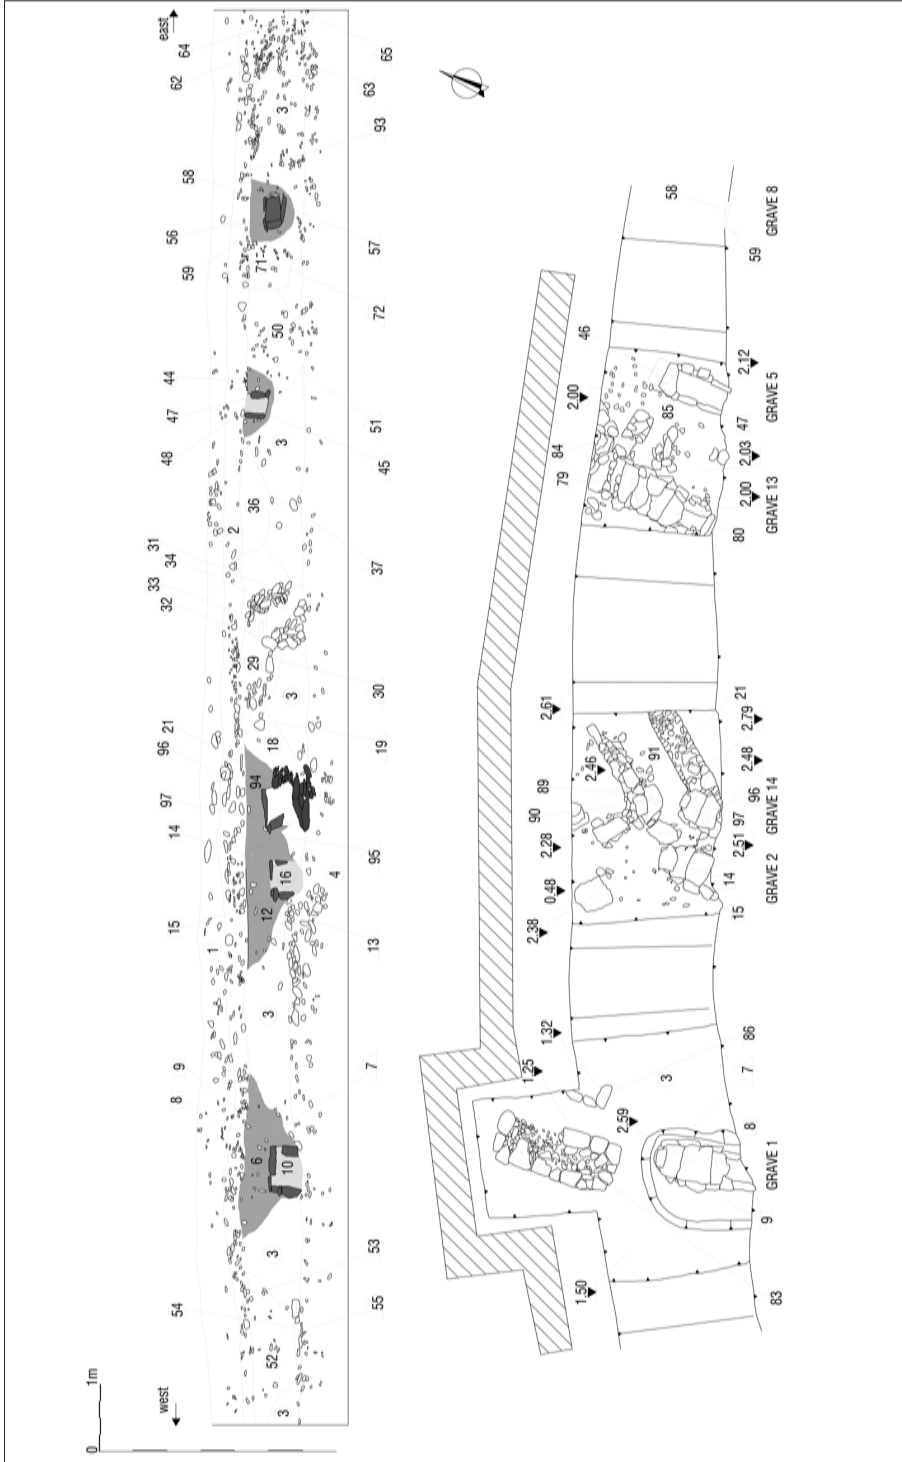 0 1m
west east
54 8 9 15 14 97 96 21 32 33 34 31 48 47 44 59 56 58 62 64
1 2
3 52 3 6 10 3 12 16 94 18 29 3 36 3 50 71 3
4
55 53 7 13 95 19 30 37 45 51 72 57 93 63 65
1.50 1.25 1.32 2.38 0.48 2.28 90 89 2.61 79 84 2.00 46
2.59 3 2.46 91 85 58
83 9 8 7 86 15 14 2.51 97 96 2.48 2.79 21 80 2.00 2.03 47 2.12 59
GRAVE 1 GRAVE 2 GRAVE 14 GRAVE 13 GRAVE 5 GRAVE 8